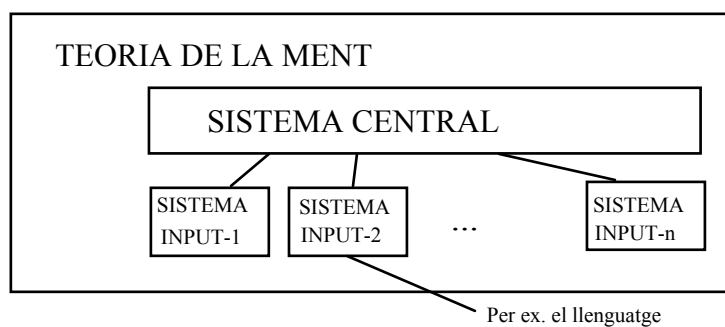 TEORIA DE LA MENT
SISTEMA CENTRAL
SISTEMA
INPUT-1
SISTEMA
INPUT-2
...
SISTEMA
INPUT-n
Per ex. el llenguatge